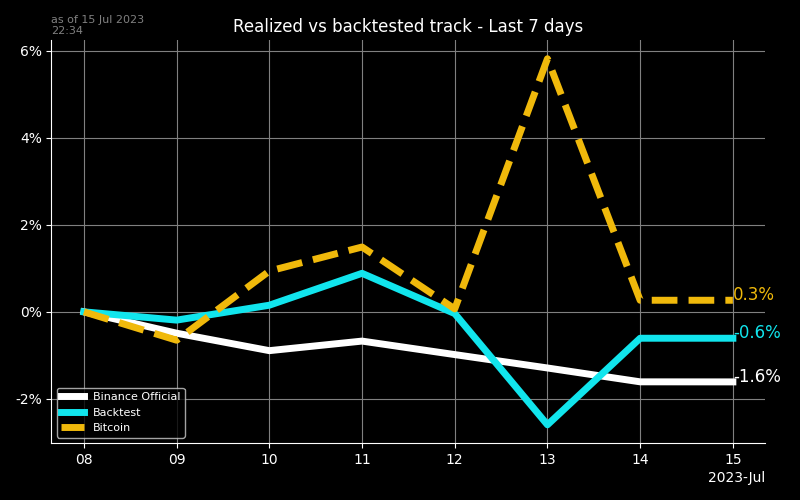 as of 15 Jul 2023
22:34
Realized vs backtested track - Last 7 days
6%
4%
2%
0%
-2%
0.3%
-0.6%
-1.6%
Binance Official
Backtest
Bitcoin
08 09 10 11 12 13 14 15
2023-Jul